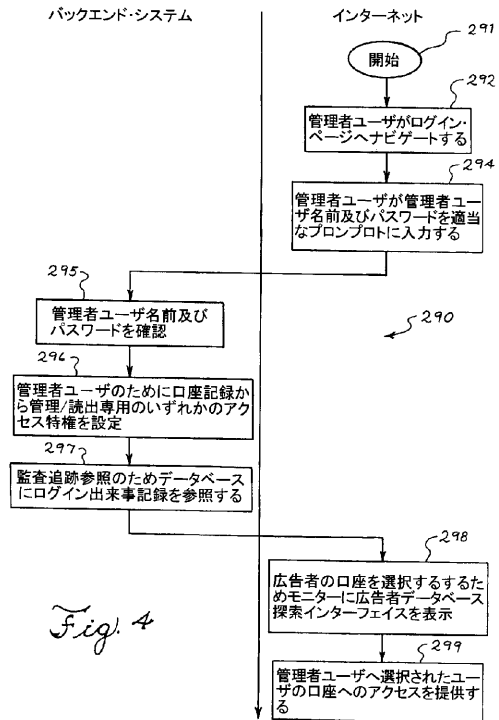 バックエンド・システム
インターネット
291
開始
292
管理者ユーザがログイン・
ページへナビゲートする
294
管理者ユーザが管理者ユー
ザ名前及びパスワードを適当
なプロンプロトに入力する
295
管理者ユーザ名前及び
パスワードを確認
290
296
管理者ユーザのために口座記録か
ら管理/読出専用のいずれかのアク
セス特権を設定
297
監査追跡参照のためデータベース
にログイン出来事記録を参照する
298
広告者の口座を選択するするた
めモニターに広告者データベース
探索インターフェイスを表示
299
管理者ユーザへ選択されたユー
ザの口座へのアクセスを提供す
る
Fig. 4